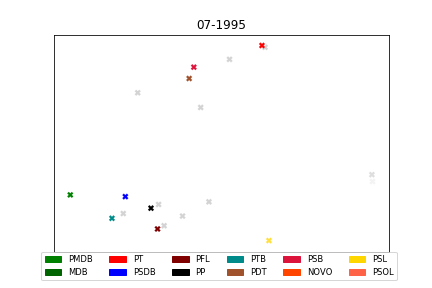 07-1995
PMDB PT PFL PTB PSB PSL
MDB PSDB PP PDT NOVO PSOL